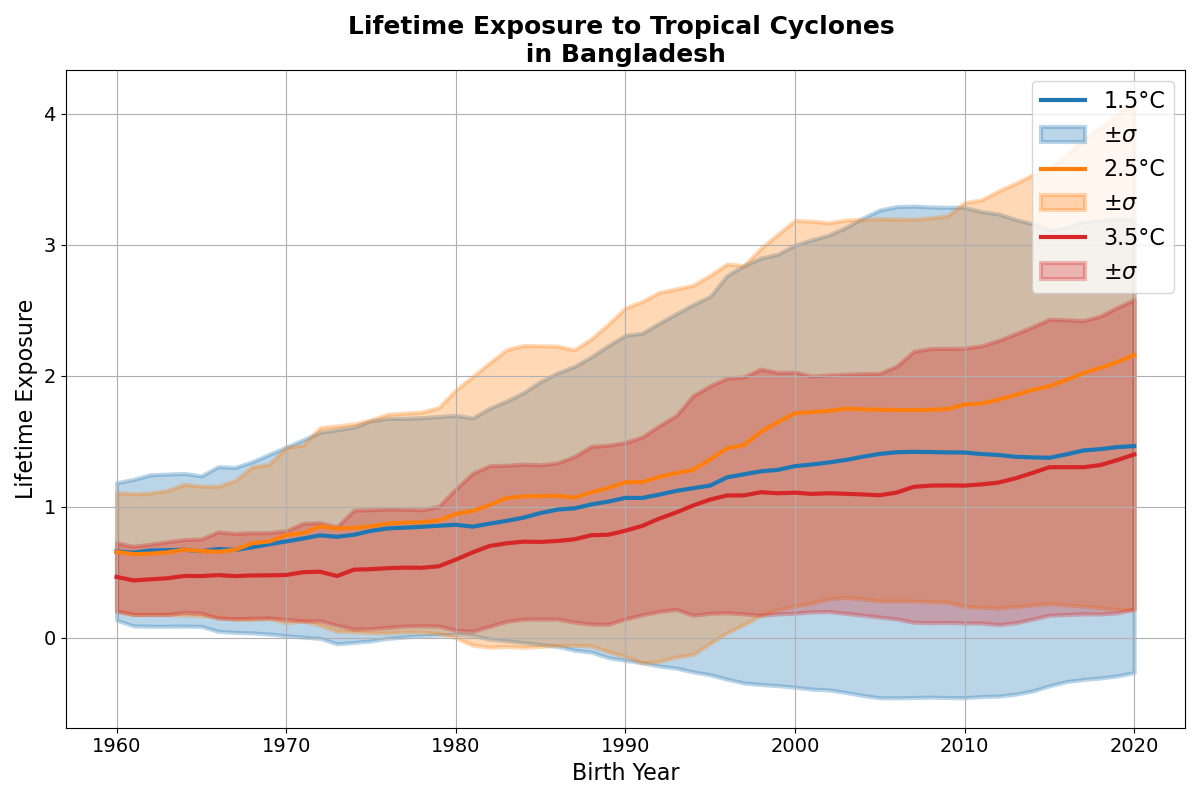 Lifetime Exposure to Tropical Cyclones
in Bangladesh
1.5°C
±σ
2.5°C
±σ
3.5°C
±σ
Lifetime Exposure
4
3
2
1
0
1960 1970 1980 1990 2000 2010 2020
Birth Year